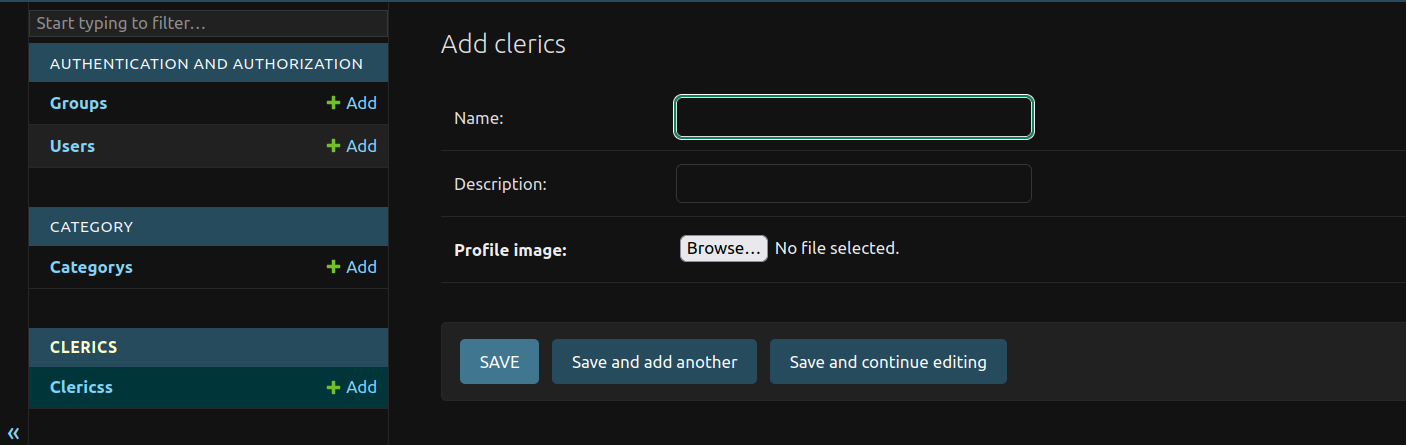 Start typing to filter…
AUTHENTICATION AND AUTHORIZATION
Groups + Add
Users + Add
CATEGORY
Categorys + Add
CLERICS
Clericss + Add
«
Add clerics
Name:
Description:
Profile image: Browse… No file selected.
SAVE Save and add another Save and continue editing